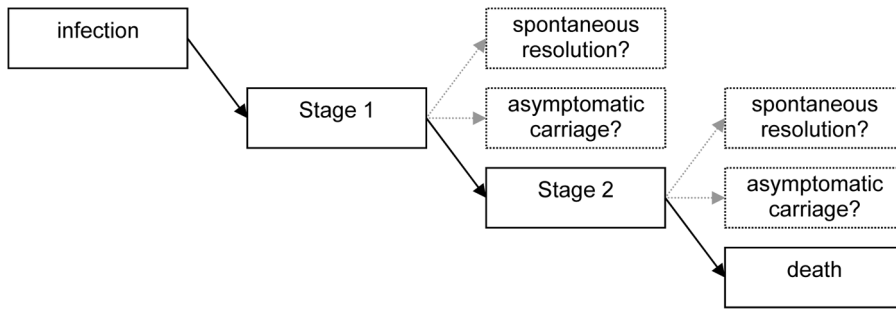 infection
spontaneous
resolution?
Stage 1
asymptomatic
carriage?
spontaneous
resolution?
Stage 2
asymptomatic
carriage?
death